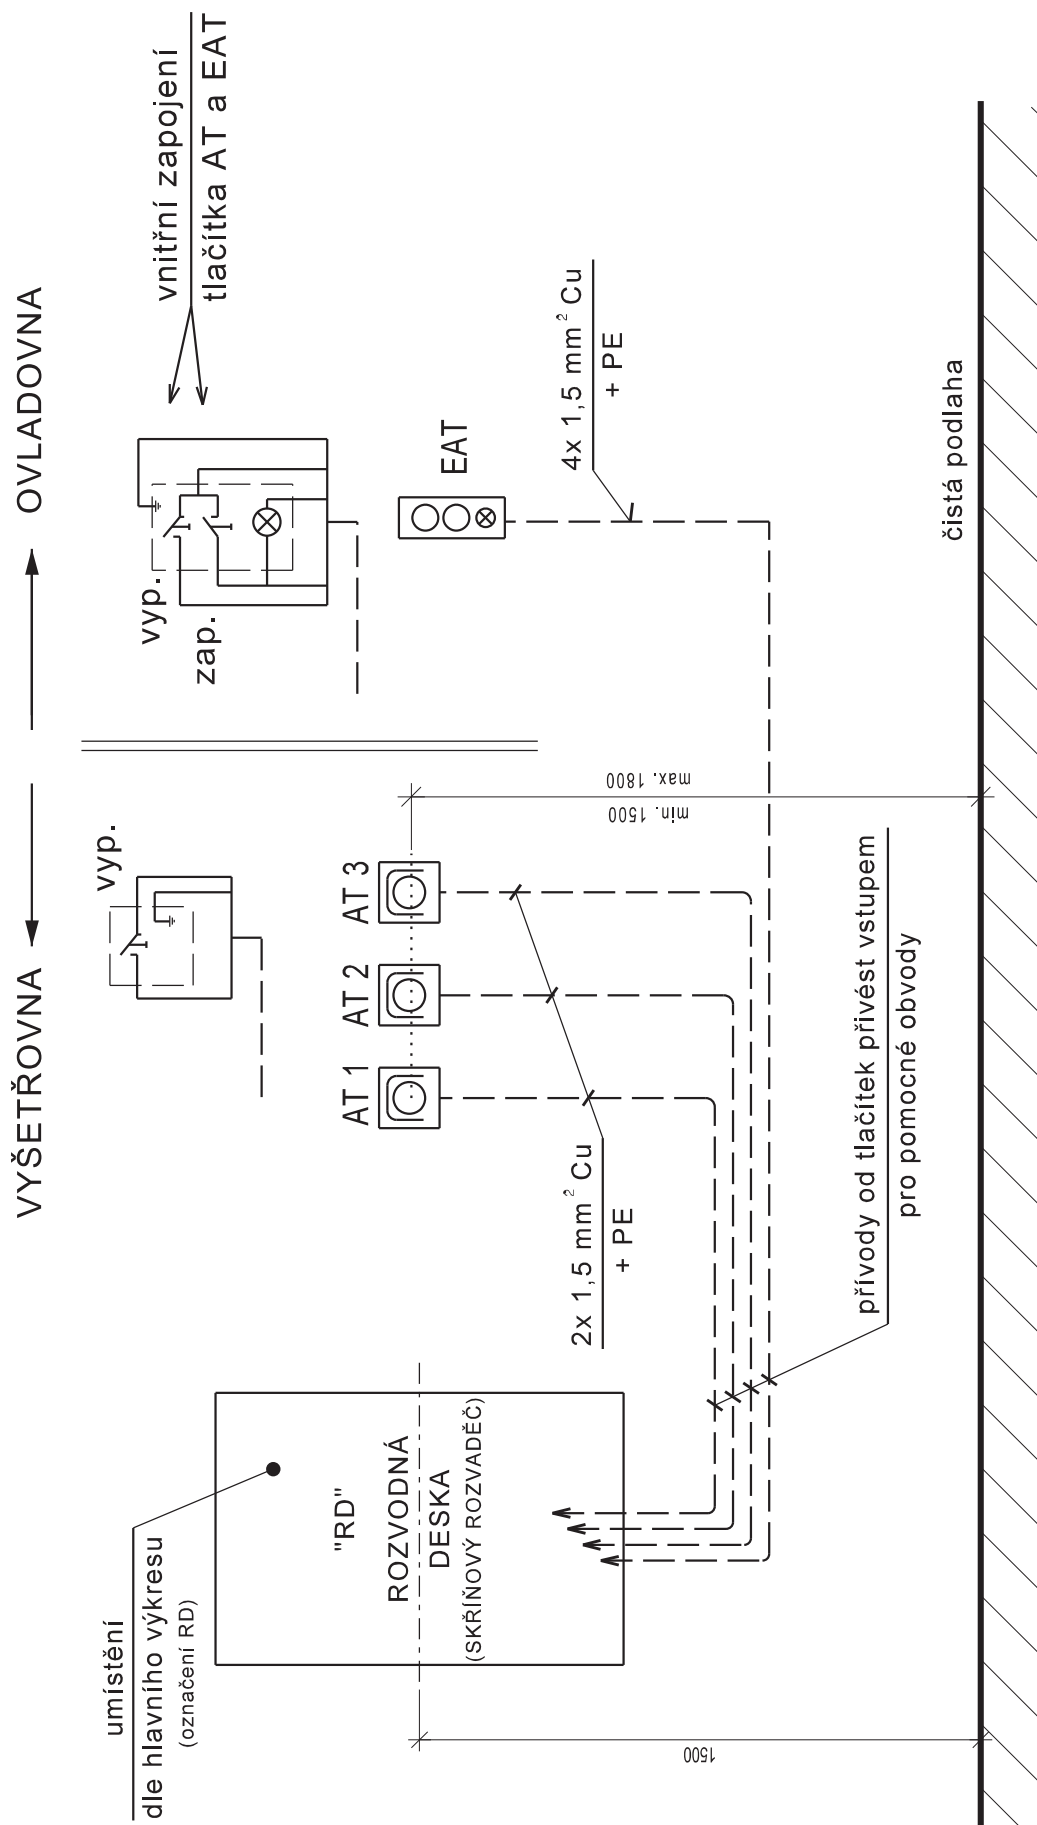 VYŠETŘOVNA
OVLADOVNA
vnitřní zapojení
tlačítka AT a EAT
vyp.
vyp.
zap.
AT 1
AT 2
AT 3
EAT
4x 1,5 mm² Cu
+ PE
2x 1,5 mm² Cu
+ PE
max. 1800
min. 1500
umístění
dle hlavního výkresu
(označení RD)
"RD"
ROZVODNÁ
DESKA
(SKŘÍŇOVÝ ROZVADĚČ)
přívody od tlačítek přivést vstupem
pro pomocné obvody
1500
čistá podlaha